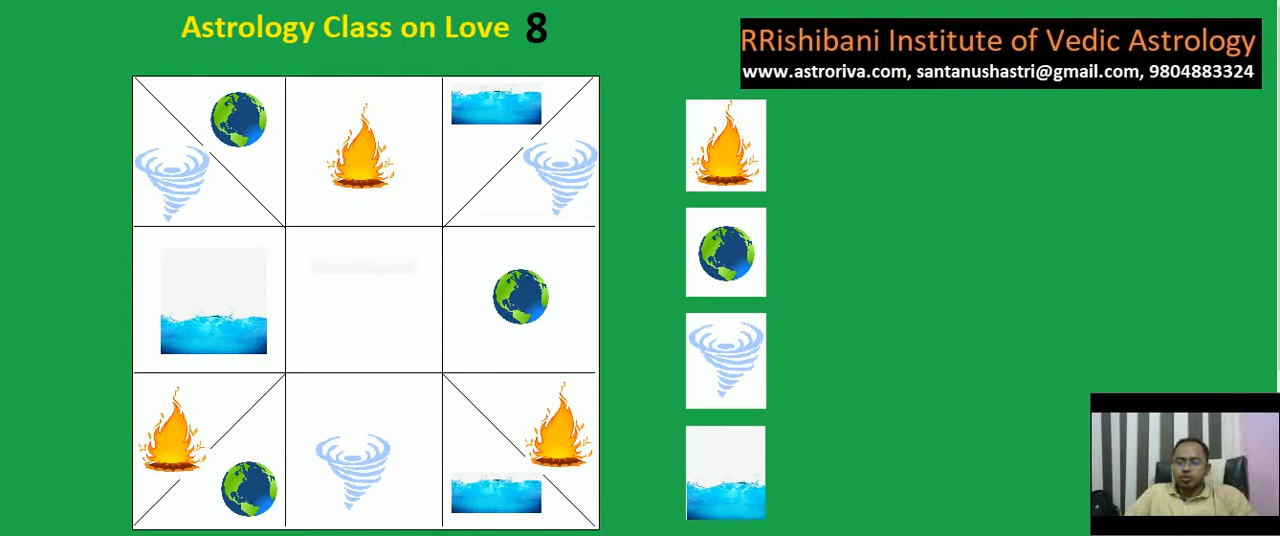 Astrology Class on Love 8
RRishibani Institute of Vedic Astrology
www.astroriva.com, santanushastri@gmail.com, 9804883324